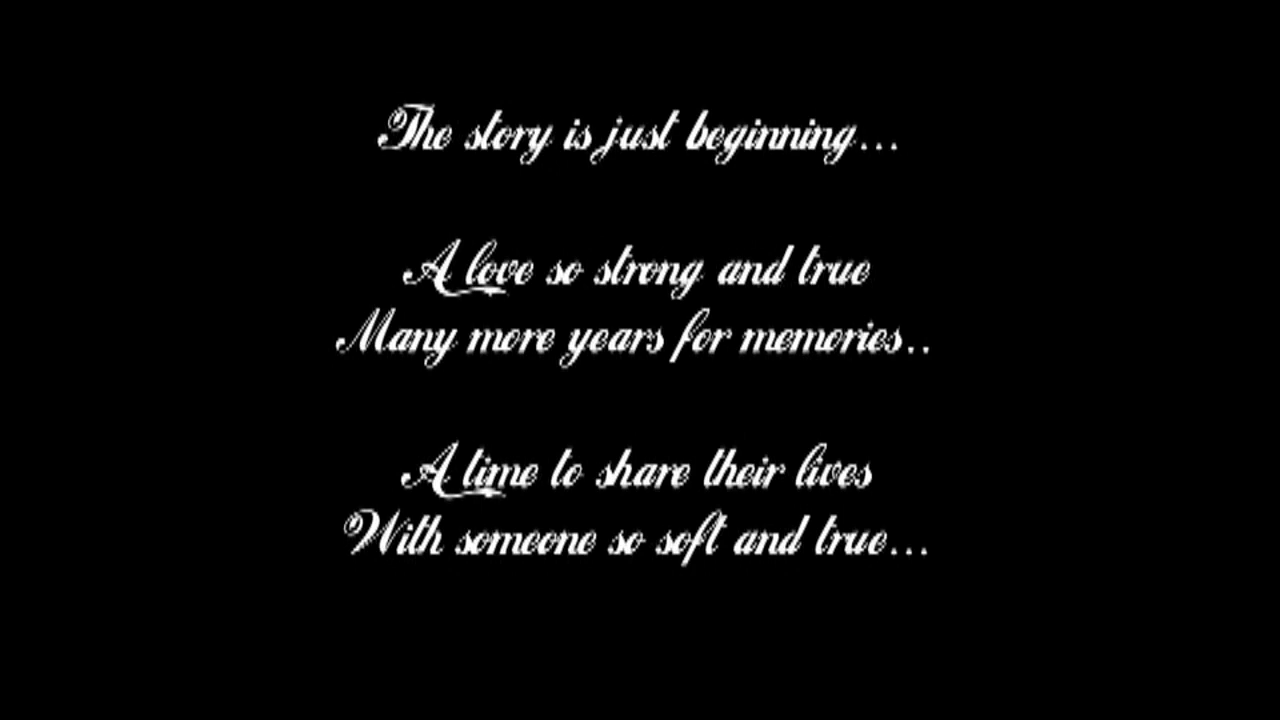 The story is just beginning...
A love so strong and true
Many more years for memories..
A time to share their lives
With someone so soft and true...